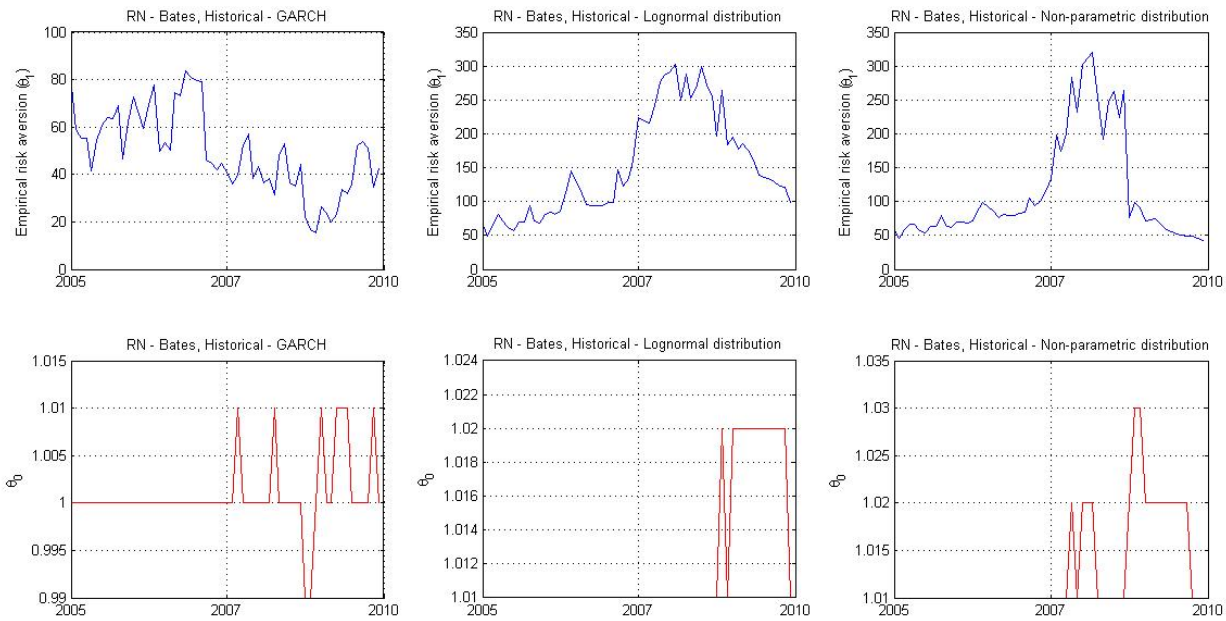 RN - Bates, Historical - GARCH
Empirical risk aversion (θ1)
100
80
60
40
20
0
2005 2007 2010
RN - Bates, Historical - Lognormal distribution
Empirical risk aversion (θ1)
350
300
250
200
150
100
50
0
2005 2007 2010
RN - Bates, Historical - Non-parametric distribution
Empirical risk aversion (θ1)
350
300
250
200
150
100
50
0
2005 2007 2010
RN - Bates, Historical - GARCH
θ0
1.015
1.01
1.005
1
0.995
0.99
2005 2007 2010
RN - Bates, Historical - Lognormal distribution
θ0
1.024
1.022
1.02
1.018
1.016
1.014
1.012
1.01
2005 2007 2010
RN - Bates, Historical - Non-parametric distribution
θ0
1.035
1.03
1.025
1.02
1.015
1.01
2005 2007 2010